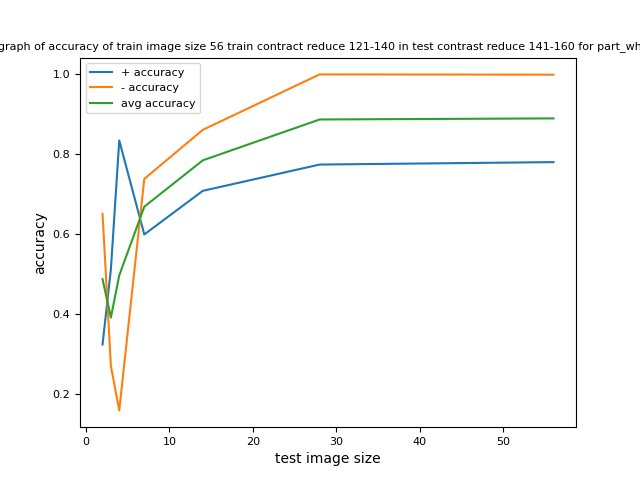 graph of accuracy of train image size 56 train contract reduce 121-140 in test contrast reduce 141-160 for
+ accuracy
- accuracy
avg accuracy
1.0
0.8
0.6
0.4
0.2
accuracy
0 10 20 30 40 50
test image size